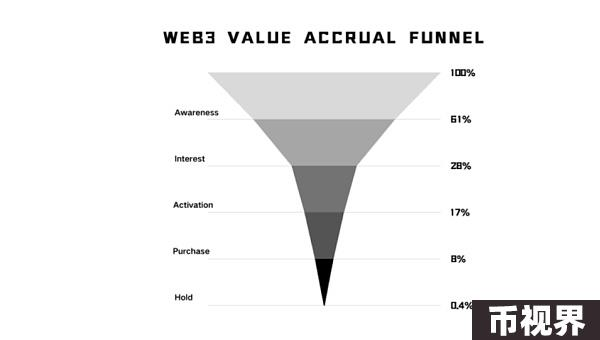 WEB3 VALUE ACCRUAL FUNNEL
100%
Awareness
61%
Interest
28%
Activation
17%
Purchase
8%
Hold
0.4%
币视界